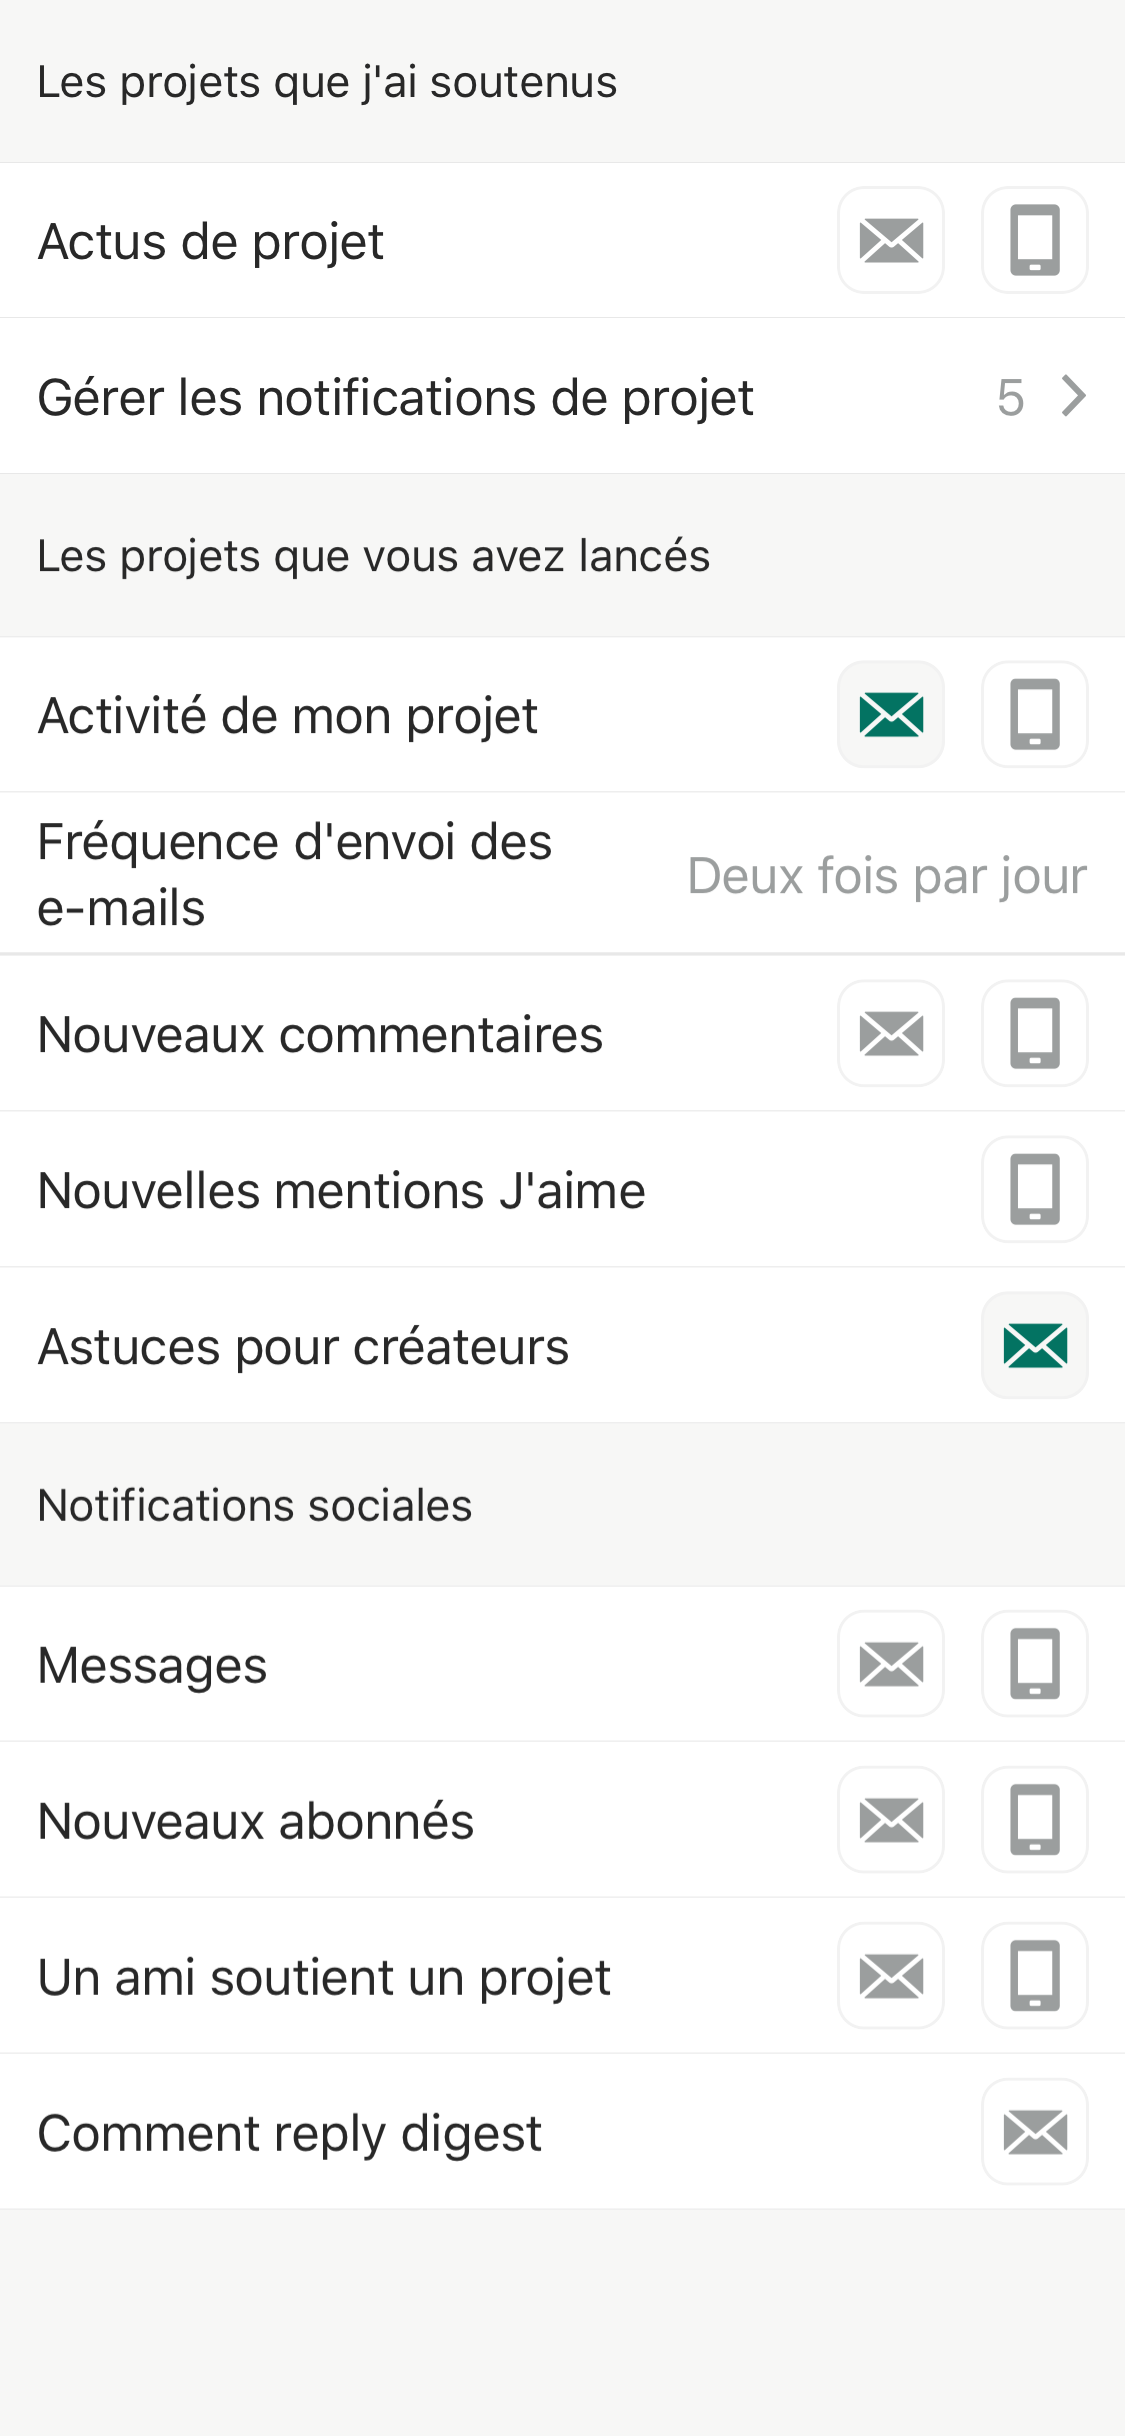 Les projets que j'ai soutenus
Actus de projet
Gérer les notifications de projet 5
Les projets que vous avez lancés
Activité de mon projet
Fréquence d'envoi des
e-mails
Deux fois par jour
Nouveaux commentaires
Nouvelles mentions J'aime
Astuces pour créateurs
Notifications sociales
Messages
Nouveaux abonnés
Un ami soutient un projet
Comment reply digest